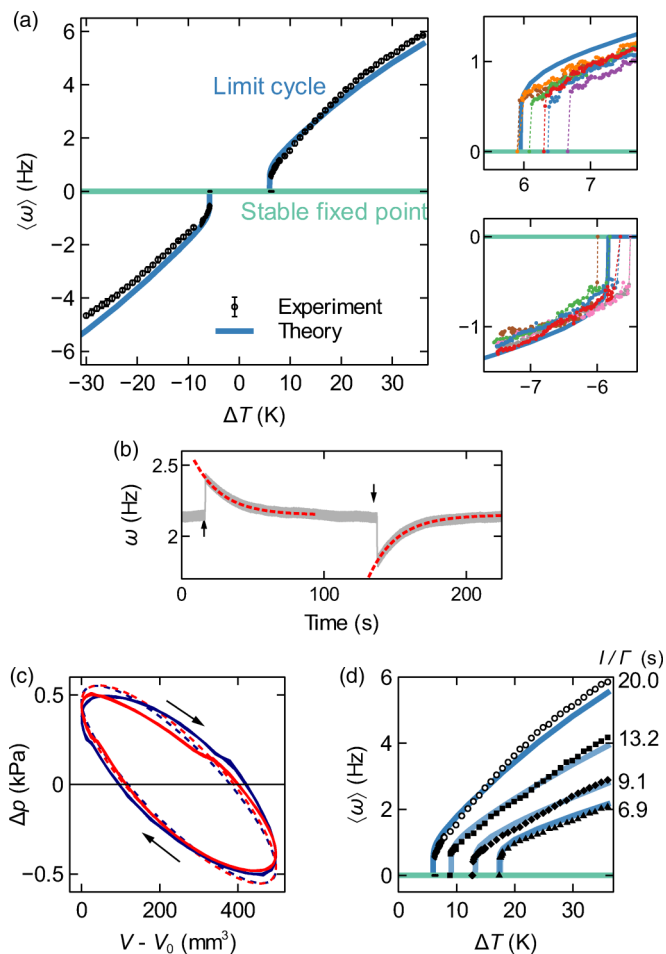 (a)
6
4
2
0
−2
−4
−6
⟨ω⟩ (Hz)
Limit cycle
Stable fixed point
Experiment
Theory
−30 −20 −10 0 10 20 30
ΔT (K)
1
0
6 7
0
−1
−7 −6
(b)
2.5
2
ω (Hz)
0 100 200
Time (s)
(c)
0.5
0
−0.5
Δp (kPa)
0 200 400
V - V₀ (mm³)
(d)
I / Γ (s)
6
4
2
0
⟨ω⟩ (Hz)
20.0
13.2
9.1
6.9
0 10 20 30
ΔT (K)